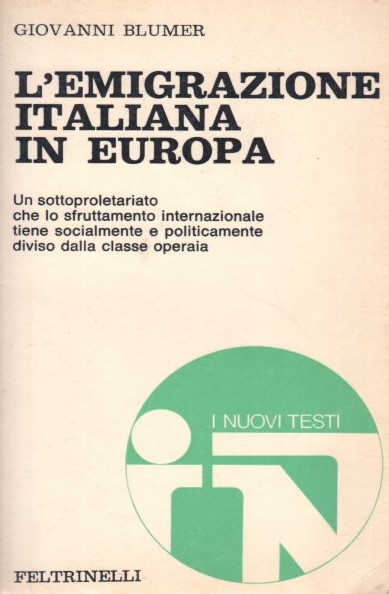 GIOVANNI BLUMER
L'EMIGRAZIONE
ITALIANA
IN EUROPA
Un sottoproletariato
che lo sfruttamento internazionale
tiene socialmente e politicamente
diviso dalla classe operaia
I NUOVI TESTI
iNT
FELTRINELLI